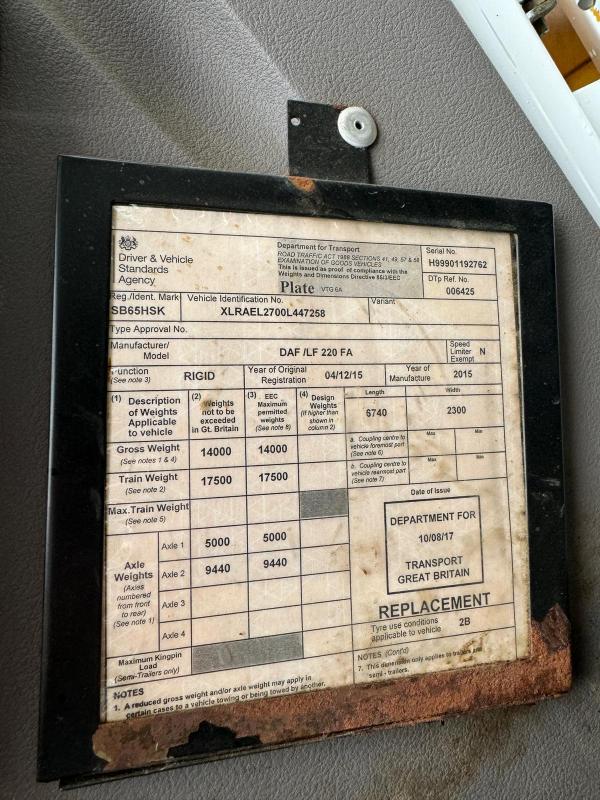 Driver & Vehicle
Standards
Agency
Department for Transport
ROAD TRAFFIC ACT 1988 SECTIONS 41, 49, 57 & 58
EXAMINATION OF GOODS VEHICLES
This is issued as proof of compliance with the
Weights and Dimensions Directive 85/3/EEC
Plate VTG 6A
Serial No.
H99901192762
DTp Ref. No.
006425
Reg./Ident. Mark
SB65HSK
Vehicle Identification No.
XLRAEL2700L447258
Variant
Type Approval No.
Manufacturer/
Model
DAF /LF 220 FA
Speed
Limiter
Exempt
N
Function
(See note 3)
RIGID
Year of Original
Registration
04/12/15
Year of
Manufacture
2015
(1) Description
of Weights
Applicable
to vehicle
(2)
Weights
not to be
exceeded
in Gt. Britain
(3) EEC
Maximum
permitted
weights
(See note 8)
(4) Design
Weights
(if higher than
shown in
column 2)
Length
6740
Width
2300
Gross Weight
(See notes 1 & 4)
14000
14000
a. Coupling centre to
vehicle foremost part
(See note 6)
Max
Min
Train Weight
(See note 2)
17500
17500
b. Coupling centre to
vehicle rearmost part
(See note 7)
Max
Min
Max.Train Weight
(See note 5)
Date of Issue
DEPARTMENT FOR
10/08/17
TRANSPORT
GREAT BRITAIN
Axle
Weights
(Axles
numbered
from front
to rear)
(See note 1)
Axle 1
5000
5000
Axle 2
9440
9440
Axle 3
Axle 4
REPLACEMENT
Tyre use conditions
applicable to vehicle
2B
Maximum Kingpin
Load
(Semi-Trailers only)
NOTES
1. A reduced gross weight and/or axle weight may apply in
certain cases to a vehicle towing or being towed by another.
NOTES (Cont'd)
7. This dimension only applies to trailers and
semi - trailers.